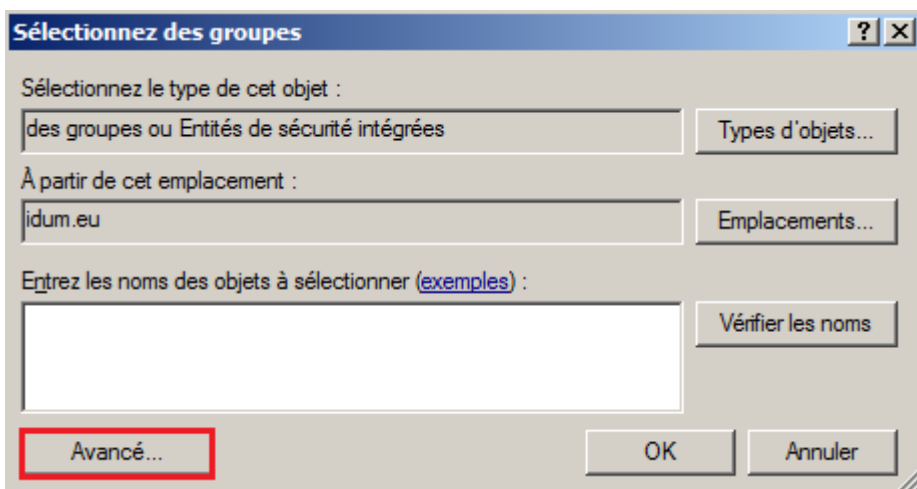 Sélectionnez des groupes
Sélectionnez le type de cet objet :
des groupes ou Entités de sécurité intégrées
Types d'objets...
À partir de cet emplacement :
idum.eu
Emplacements...
Entrez les noms des objets à sélectionner (exemples) :
Vérifier les noms
Avancé...
OK
Annuler